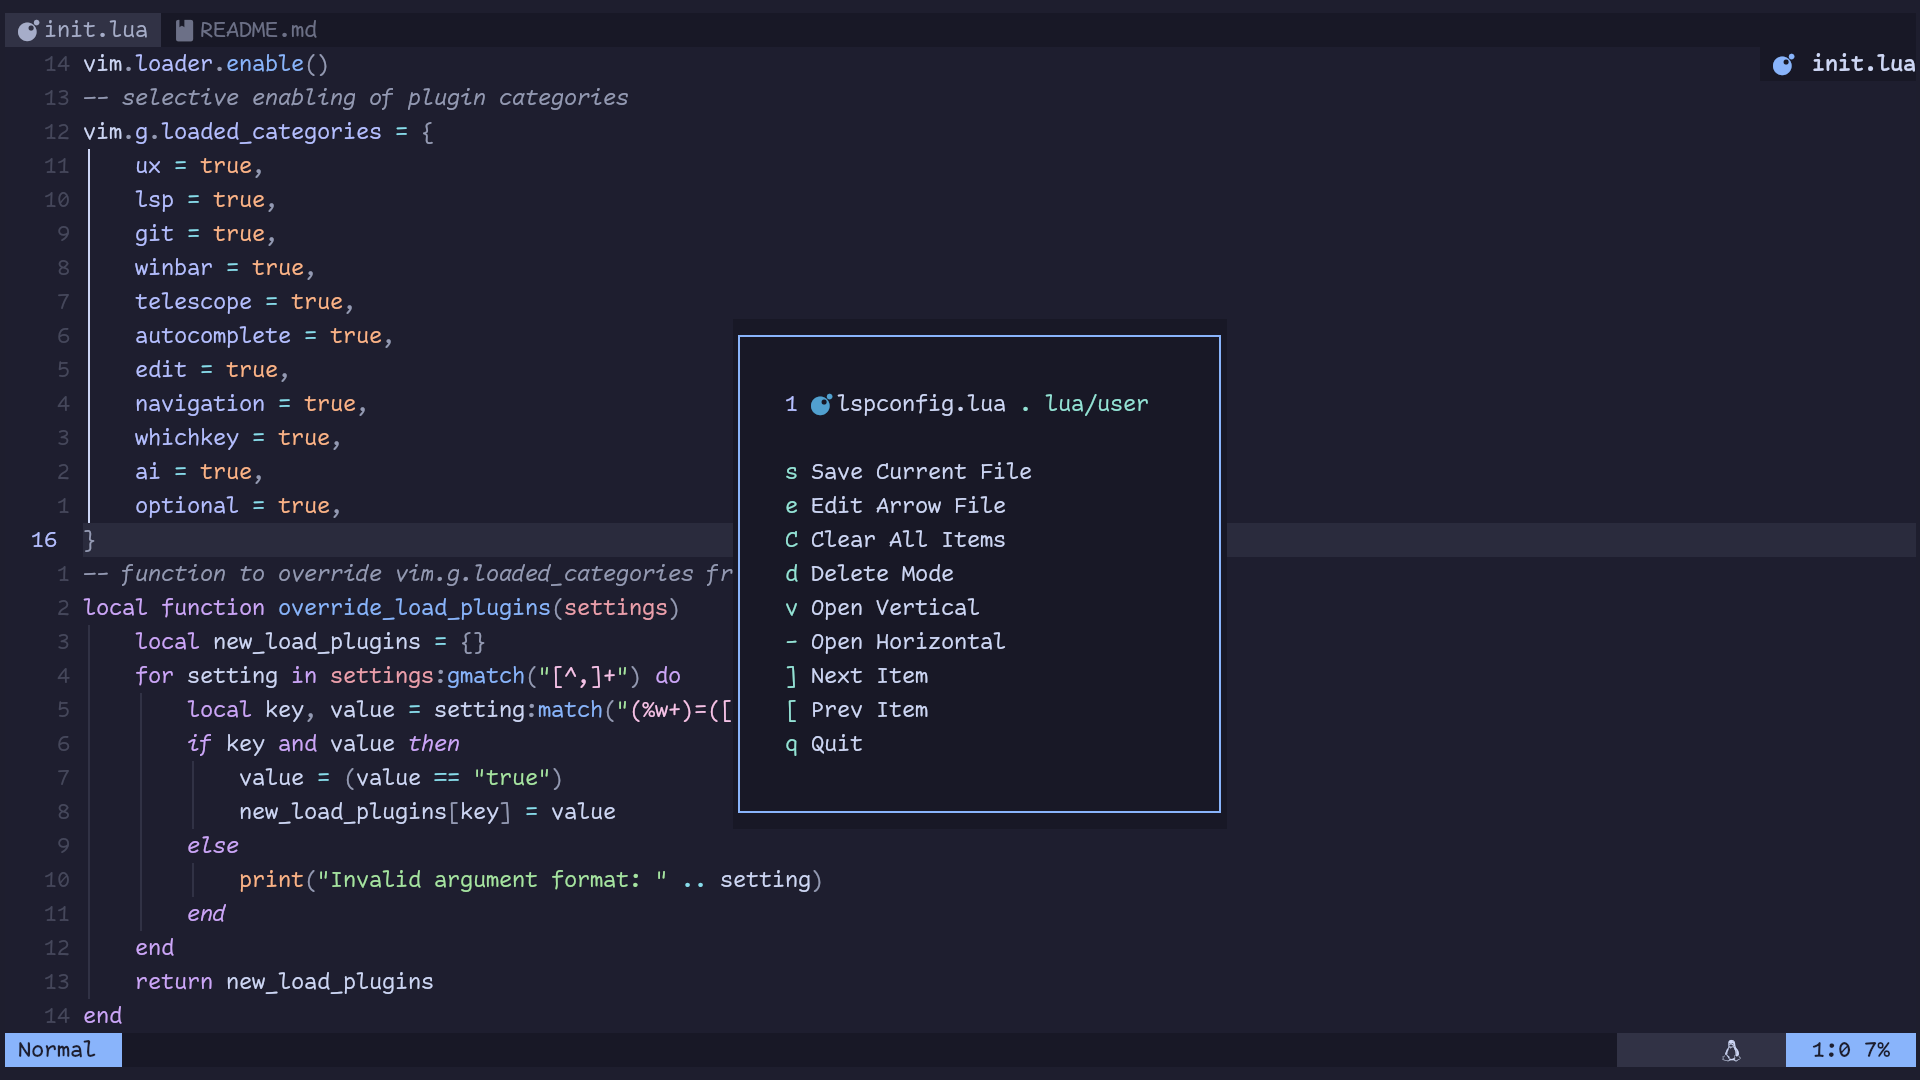 init.lua README.md
14 vim.loader.enable() init.lua
13 -- selective enabling of plugin categories
12 vim.g.loaded_categories = {
11 ux = true,
10 lsp = true,
9 git = true,
8 winbar = true,
7 telescope = true,
6 autocomplete = true,
5 edit = true,
4 navigation = true,
3 whichkey = true,
2 ai = true,
1 optional = true,
16 }
1 -- function to override vim.g.loaded_categories fr
2 local function override_load_plugins(settings)
3 local new_load_plugins = {}
4 for setting in settings:gmatch("[^,]+") do
5 local key, value = setting:match("(%w+)=([
6 if key and value then
7 value = (value == "true")
8 new_load_plugins[key] = value
9 else
10 print("Invalid argument format: " .. setting)
11 end
12 end
13 return new_load_plugins
14 end
1 lspconfig.lua . lua/user
s Save Current File
e Edit Arrow File
C Clear All Items
d Delete Mode
v Open Vertical
- Open Horizontal
] Next Item
[ Prev Item
q Quit
Normal 1:0 7%